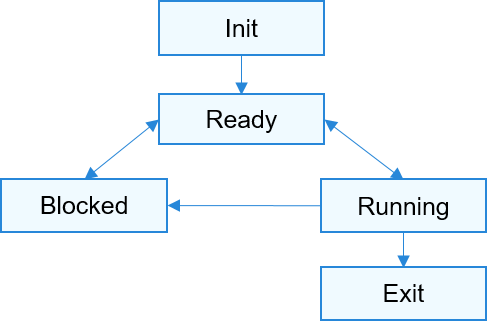 Init
Ready
Blocked
Running
Exit